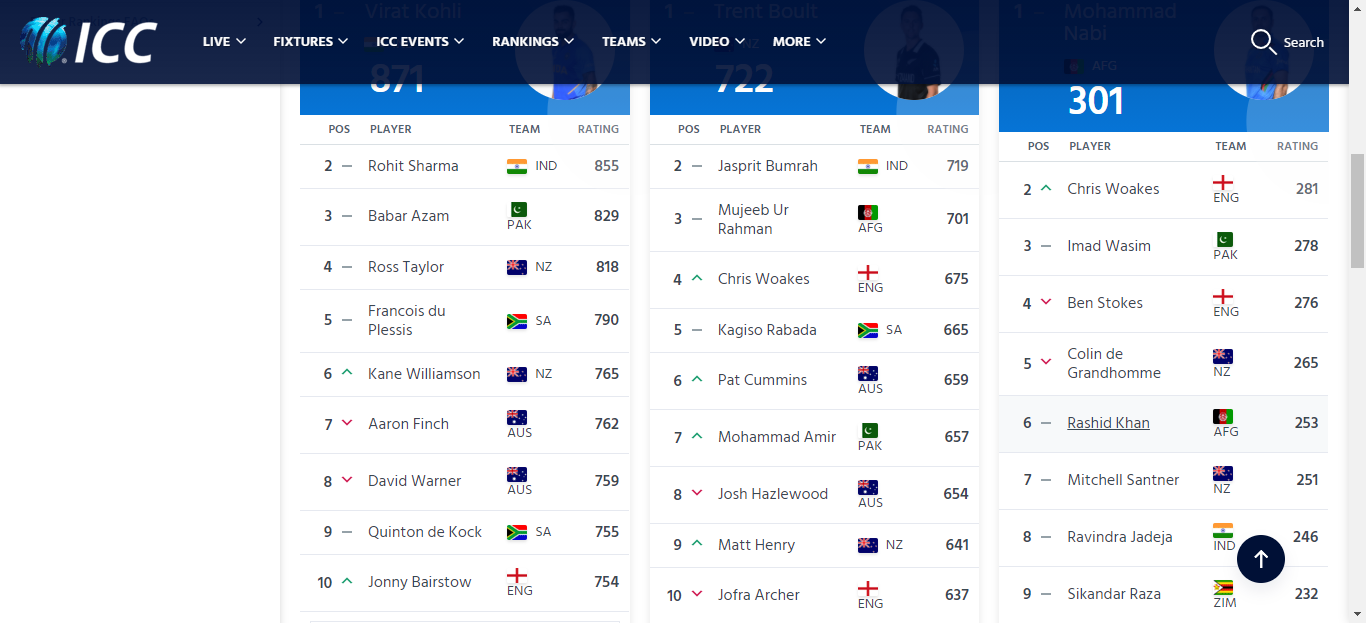 ICC
LIVE
FIXTURES
ICC EVENTS
RANKINGS
TEAMS
VIDEO
MORE
Search
1 Virat Kohli
871
POS PLAYER TEAM RATING
2 — Rohit Sharma IND 855
3 — Babar Azam PAK 829
4 — Ross Taylor NZ 818
5 — Francois du
Plessis SA 790
6 Kane Williamson NZ 765
7 Aaron Finch AUS 762
8 David Warner AUS 759
9 — Quinton de Kock SA 755
10 Jonny Bairstow ENG 754
1 Trent Boult
NZ
722
POS PLAYER TEAM RATING
2 — Jasprit Bumrah IND 719
3 — Mujeeb Ur
Rahman AFG 701
4 Chris Woakes ENG 675
5 — Kagiso Rabada SA 665
6 Pat Cummins AUS 659
7 Mohammad Amir PAK 657
8 Josh Hazlewood AUS 654
9 Matt Henry NZ 641
10 Jofra Archer ENG 637
1 Mohammad
Nabi
AFG
301
POS PLAYER TEAM RATING
2 Chris Woakes ENG 281
3 — Imad Wasim PAK 278
4 Ben Stokes ENG 276
5 Colin de
Grandhomme NZ 265
6 — Rashid Khan AFG 253
7 — Mitchell Santner NZ 251
8 — Ravindra Jadeja IND 246
9 — Sikandar Raza ZIM 232